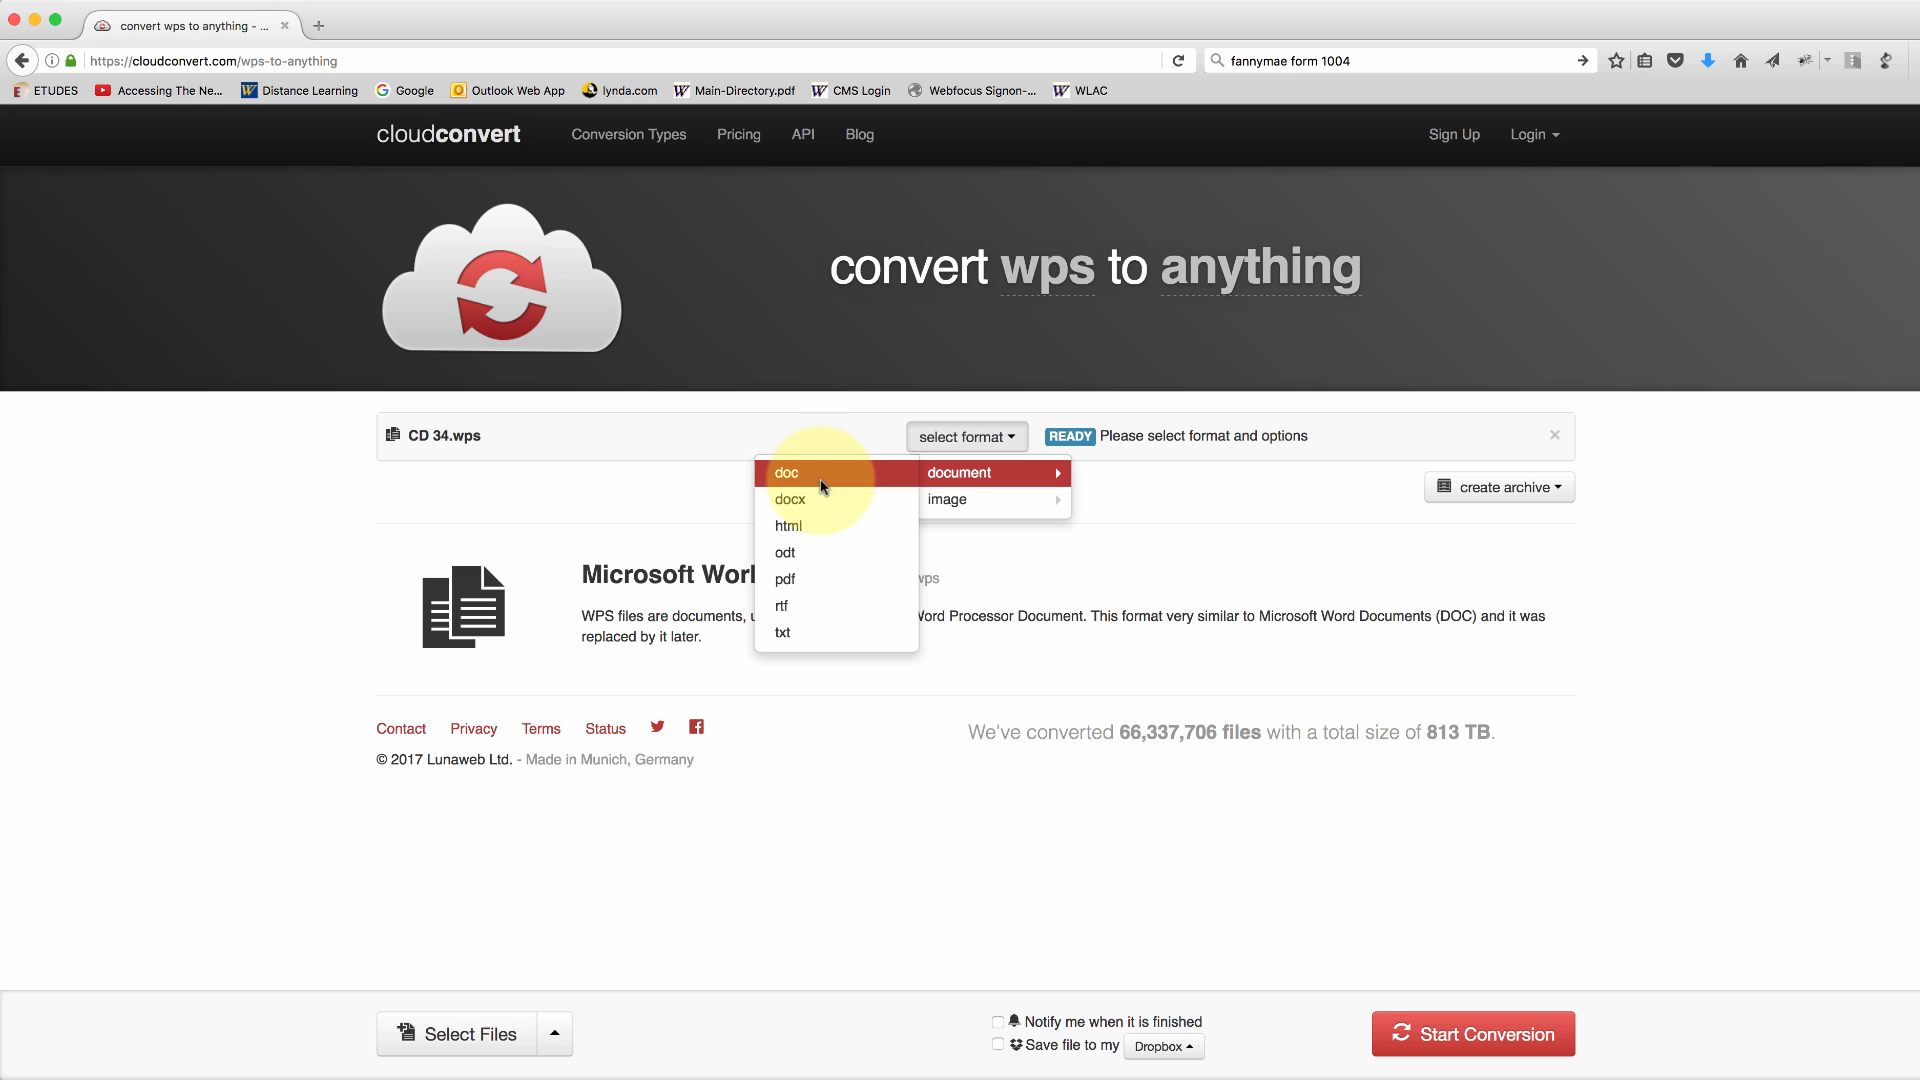 convert wps to anything - ...
https://cloudconvert.com/wps-to-anything
fannymae form 1004
ETUDES
Accessing The Ne...
Distance Learning
Google
Outlook Web App
lynda.com
Main-Directory.pdf
CMS Login
Webfocus Signon-...
WLAC
cloudconvert
Conversion Types
Pricing
API
Blog
Sign Up
Login
convert wps to anything
CD 34.wps
select format
READY Please select format and options
doc
docx
html
odt
pdf
rtf
txt
document
image
create archive
Microsoft Wor
wps
WPS files are documents, Word Processor Document. This format very similar to Microsoft Word Documents (DOC) and it was
replaced by it later.
Contact Privacy Terms Status
We've converted 66,337,706 files with a total size of 813 TB.
© 2017 Lunaweb Ltd. - Made in Munich, Germany
Select Files
Notify me when it is finished
Save file to my Dropbox
Start Conversion